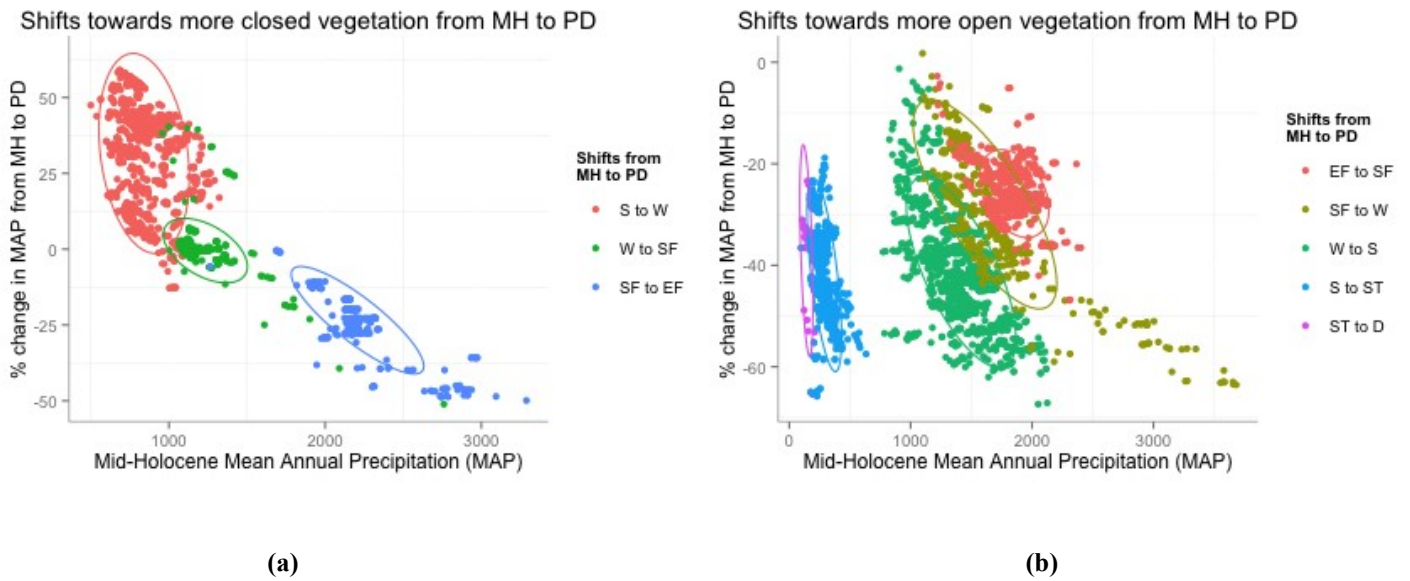 Shifts towards more closed vegetation from MH to PD
% change in MAP from MH to PD
50
25
0
-25
-50
1000
2000
3000
Mid-Holocene Mean Annual Precipitation (MAP)
Shifts from
MH to PD
S to W
W to SF
SF to EF
(a)
Shifts towards more open vegetation from MH to PD
% change in MAP from MH to PD
0
-20
-40
-60
0
1000
2000
3000
Mid-Holocene Mean Annual Precipitation (MAP)
Shifts from
MH to PD
EF to SF
SF to W
W to S
S to ST
ST to D
(b)